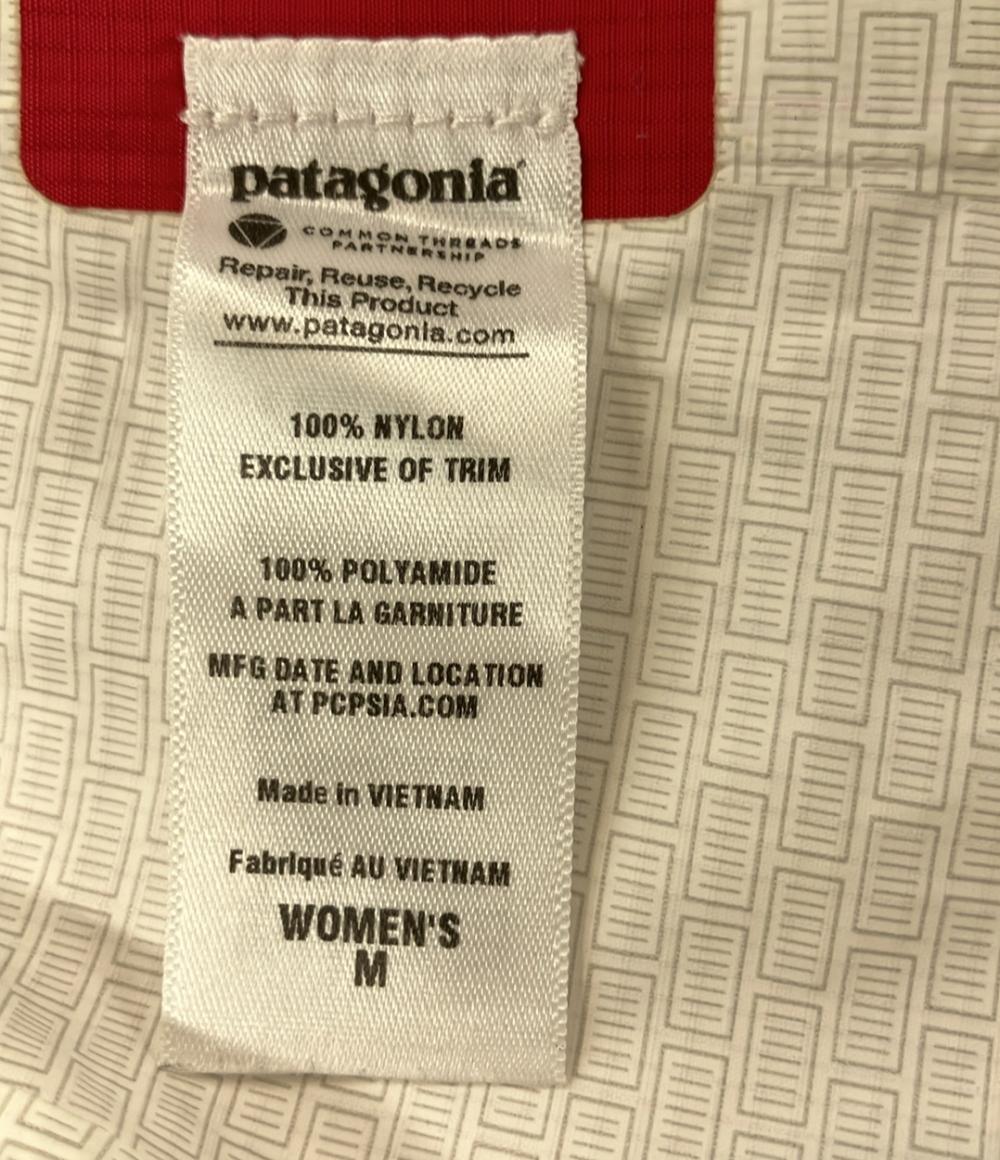 patagonia®
COMMON THREADS
PARTNERSHIP
Repair, Reuse, Recycle
This Product
www.patagonia.com
100% NYLON
EXCLUSIVE OF TRIM
100% POLYAMIDE
A PART LA GARNITURE
MFG DATE AND LOCATION
AT PCPSIA.COM
Made in VIETNAM
Fabriqué AU VIETNAM
WOMEN'S
M